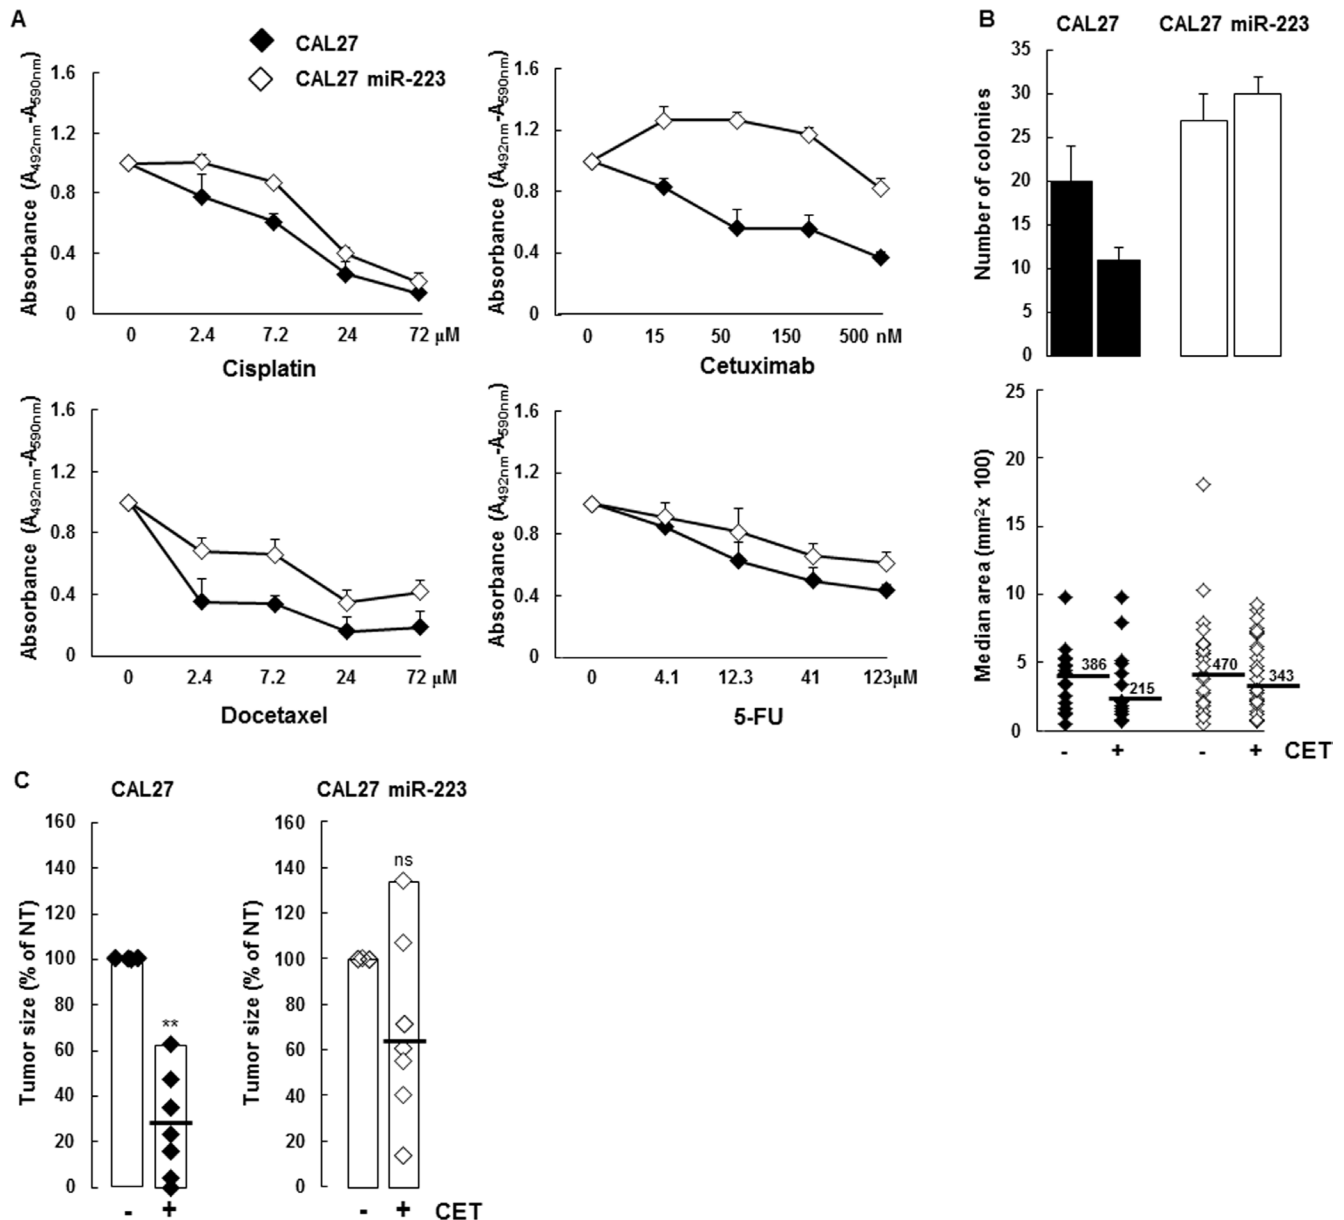 A
CAL27
CAL27 miR-223
Absorbance (A492nm-A590nm)
1.6
1.2
0.8
0.4
0
0 2.4 7.2 24 72 µM
Cisplatin
Absorbance (A492nm-A590nm)
1.6
1.2
0.8
0.4
0
0 15 50 150 500 nM
Cetuximab
Absorbance (A492nm-A590nm)
1.6
1.2
0.8
0.4
0
0 2.4 7.2 24 72 µM
Docetaxel
Absorbance (A492nm-A590nm)
1.6
1.2
0.8
0.4
0
0 4.1 12.3 41 123µM
5-FU
B
CAL27 CAL27 miR-223
Number of colonies
35
30
25
20
15
10
5
0
Median area (mm²x 100)
25
20
15
10
5
0
386
215
470
343
- + - + CET
C
CAL27
Tumor size (% of NT)
160
140
120
100
80
60
40
20
0
**
- +
CAL27 miR-223
Tumor size (% of NT)
160
140
120
100
80
60
40
20
0
ns
- + CET